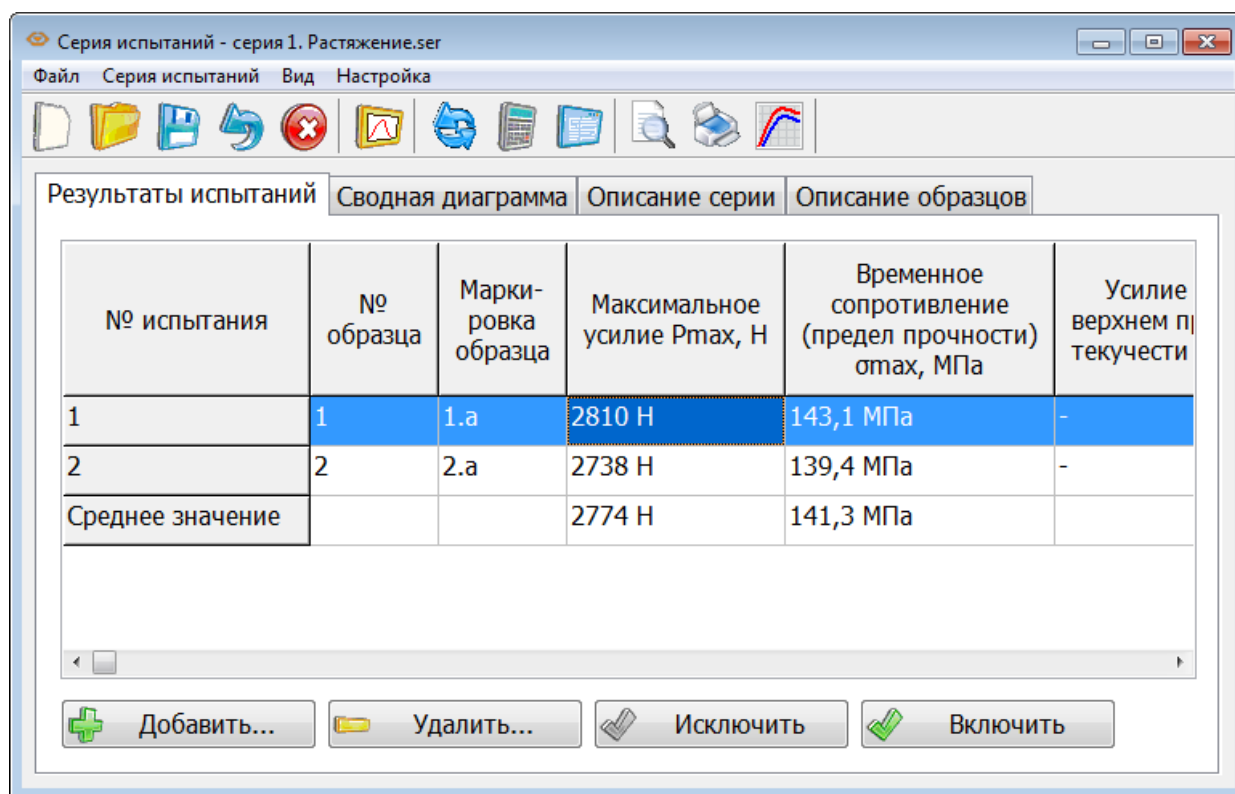 Серия испытаний - серия 1. Растяжение.ser
Файл Серия испытаний Вид Настройка
Результаты испытаний Сводная диаграмма Описание серии Описание образцов
№ испытания
№
образца
Марки-
ровка
образца
Максимальное
усилие Pmax, Н
Временное
сопротивление
(предел прочности)
σmax, МПа
Усилие
верхнем
текучести
1 1 1.а 2810 Н 143,1 МПа -
2 2 2.а 2738 Н 139,4 МПа -
Среднее значение 2774 Н 141,3 МПа
Добавить... Удалить... Исключить Включить